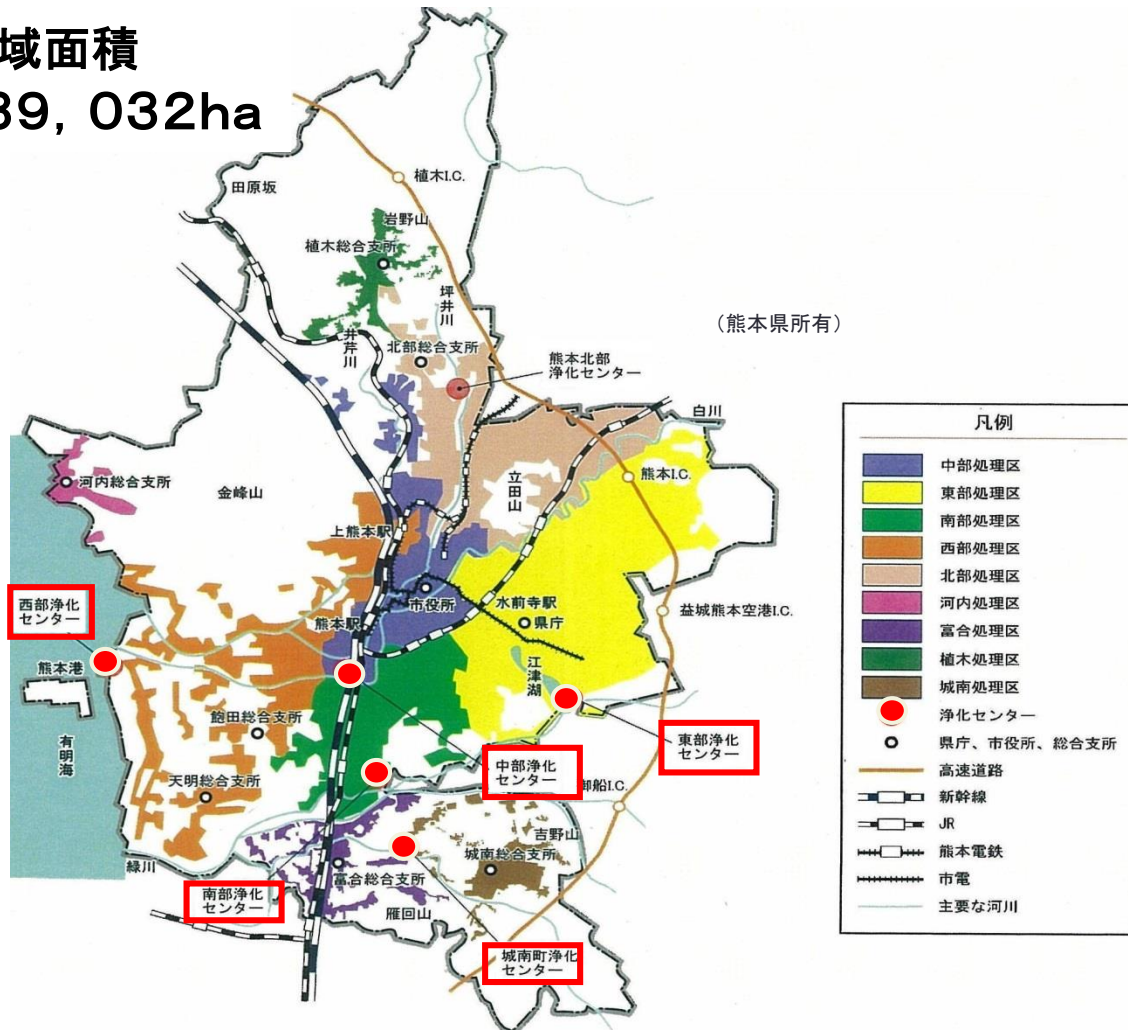 域面積
39，032ha
田原坂
植木I.C.
岩野山
植木総合支所
坪井川
(熊本県所有)
井芹川
北部総合支所
熊本北部
浄化センター
白川
河内総合支所
金峰山
立田山
熊本I.C.
上熊本駅
西部浄化
センター
市役所
水前寺駅
県庁
益城熊本空港I.C.
熊本駅
熊本港
江津湖
飽田総合支所
有明海
東部浄化
センター
中部浄化
センター
天明総合支所
御船I.C.
緑川
吉野山
城南総合支所
富合総合支所
南部浄化
センター
雁回山
城南町浄化
センター
凡例
中部処理区
東部処理区
南部処理区
西部処理区
北部処理区
河内処理区
富合処理区
植木処理区
城南処理区
浄化センター
県庁、市役所、総合支所
高速道路
新幹線
JR
熊本電鉄
市電
主要な河川